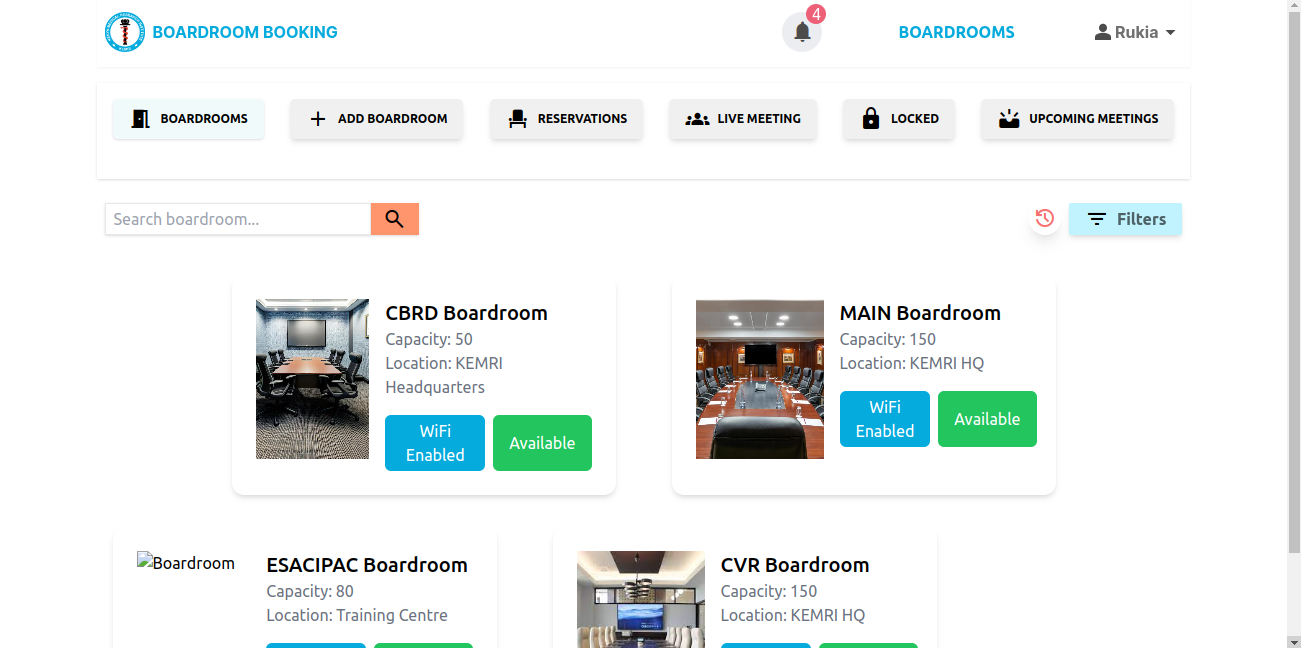 BOARDROOM BOOKING
4
BOARDROOMS
Rukia
BOARDROOMS
ADD BOARDROOM
RESERVATIONS
LIVE MEETING
LOCKED
UPCOMING MEETINGS
Search boardroom...
Filters
CBRD Boardroom
Capacity: 50
Location: KEMRI
Headquarters
WiFi
Enabled
Available
MAIN Boardroom
Capacity: 150
Location: KEMRI HQ
WiFi
Enabled
Available
Boardroom
ESACIPAC Boardroom
Capacity: 80
Location: Training Centre
CVR Boardroom
Capacity: 150
Location: KEMRI HQ